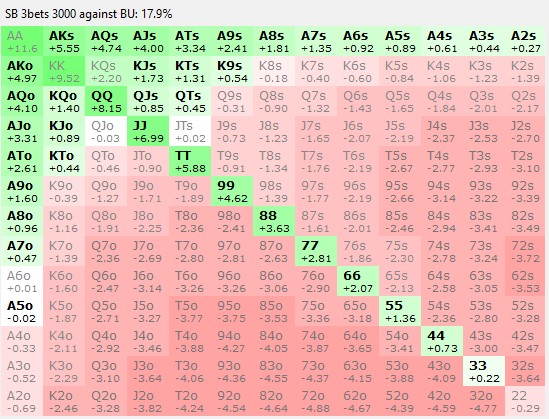 SB 3bets 3000 against BU: 17.9%
AA AKs AQs AJs ATs A9s A8s A7s A6s A5s A4s A3s A2s
+11.6 +5.55 +4.74 +4.00 +3.34 +2.41 +1.81 +1.35 +0.92 +0.89 +0.61 +0.44 +0.27
AKo KK KQs KJs KTs K9s K8s K7s K6s K5s K4s K3s K2s
+4.97 +9.52 +2.20 +1.73 +1.31 +0.54 -0.18 -0.40 -0.60 -0.84 -1.06 -1.23 -1.39
AQo KQo QQ QJs QTs Q9s Q8s Q7s Q6s Q5s Q4s Q3s Q2s
+4.10 +1.40 +8.15 +0.85 +0.45 -0.31 -0.90 -1.32 -1.43 -1.65 -1.84 -2.01 -2.17
AJo KJo QJo JJ JTs J9s J8s J7s J6s J5s J4s J3s J2s
+3.31 +0.89 -0.03 +6.99 +0.02 -0.73 -1.23 -1.65 -2.07 -2.19 -2.37 -2.53 -2.70
ATo KTo QTo JTo TT T9s T8s T7s T6s T5s T4s T3s T2s
+2.61 +0.44 -0.46 -0.90 +5.88 -0.91 -1.34 -1.76 -2.19 -2.67 -2.77 -2.93 -3.10
A9o K9o Q9o J9o T9o 99 98s 97s 96s 95s 94s 93s 92s
+1.60 -0.39 -1.27 -1.71 -1.89 +4.62 -1.39 -1.77 -2.19 -2.66 -3.14 -3.22 -3.39
A8o K8o Q8o J8o T8o 98o 88 87s 86s 85s 84s 83s 82s
+0.96 -1.16 -1.91 -2.25 -2.36 -2.41 +3.63 -1.61 -2.01 -2.46 -2.94 -3.41 -3.49
A7o K7o Q7o J7o T7o 97o 87o 77 76s 75s 74s 73s 72s
+0.47 -1.39 -2.36 -2.69 -2.80 -2.81 -2.63 +2.81 -1.86 -2.30 -2.78 -3.24 -3.72
A6o K6o Q6o J6o T6o 96o 86o 76o 66 65s 64s 63s 62s
+0.01 -1.60 -2.47 -3.14 -3.26 -3.26 -3.06 -2.90 +2.07 -2.13 -2.58 -3.05 -3.53
A5o K5o Q5o J5o T5o 95o 85o 75o 65o 55 54s 53s 52s
-0.02 -1.87 -2.71 -3.27 -3.77 -3.75 -3.53 -3.36 -3.18 +1.36 -2.36 -2.80 -3.28
A4o K4o Q4o J4o T4o 94o 84o 74o 64o 54o 44 43s 42s
-0.33 -2.11 -2.92 -3.46 -3.88 -4.27 -4.05 -3.87 -3.65 -3.41 +0.73 -3.00 -3.47
A3o K3o Q3o J3o T3o 93o 83o 73o 63o 53o 43o 33 32s
-0.52 -2.29 -3.10 -3.64 -4.06 -4.36 -4.55 -4.37 -4.15 -3.88 -4.09 +0.22 -3.64
A2o K2o Q2o J2o T2o 92o 82o 72o 62o 52o 42o 32o 22
-0.69 -2.46 -3.28 -3.82 -4.24 -4.54 -4.64 -4.88 -4.67 -4.39 -4.59 -4.77 -0.29